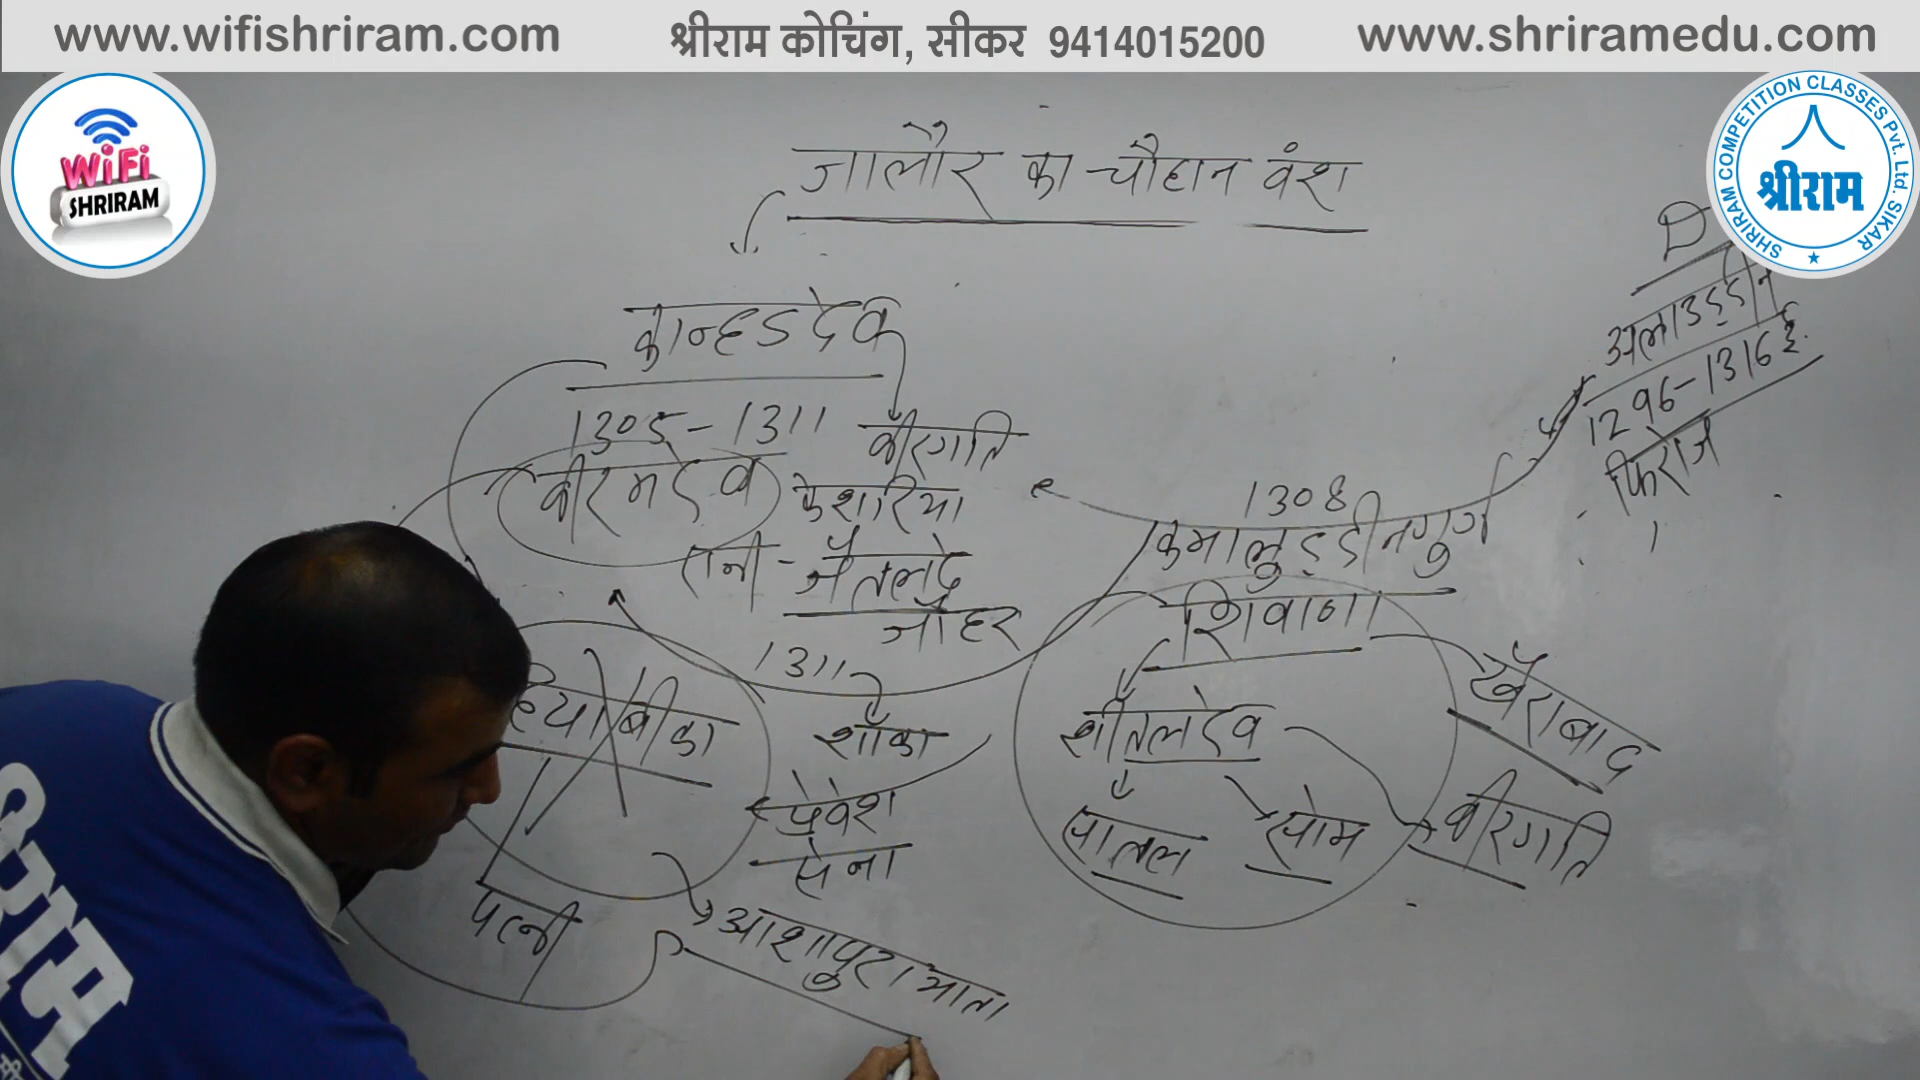 www.wifishriram.com
श्रीराम कोचिंग, सीकर 9414015200
www.shriramedu.com
WiFi
SHRIRAM
SHRIRAM COMPETITION CLASSES Pvt. Ltd. SIKAR
श्रीराम
जालौर का चौहान वंश
D
अलाउद्दीन
1296-1316 ई.
फिरोज
कान्हडदेव
1305-1311
वीरगति
वीरमदेव
केशरिया
रानी - जैतलदे
जौहर
1311
1308
कमालुद्दीन गुर्ग
शिवाणा
खैराबाद
शीतलदेव
सातल
सोम
वीरगति
बीका
शौका
प्रवेश
सेना
पत्नी
आशापुरा माता